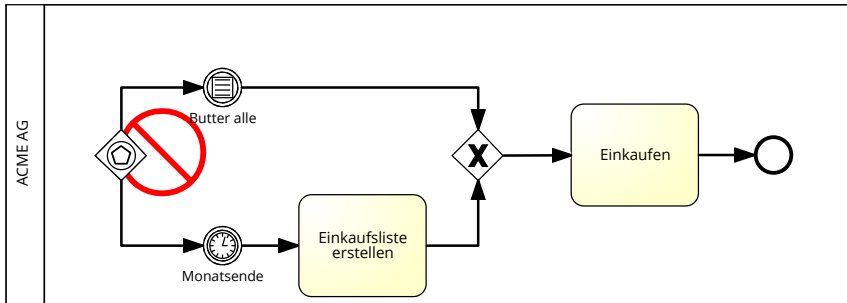 ACME AG
Butter alle
Monatsende
Einkaufsliste
erstellen
Einkaufen